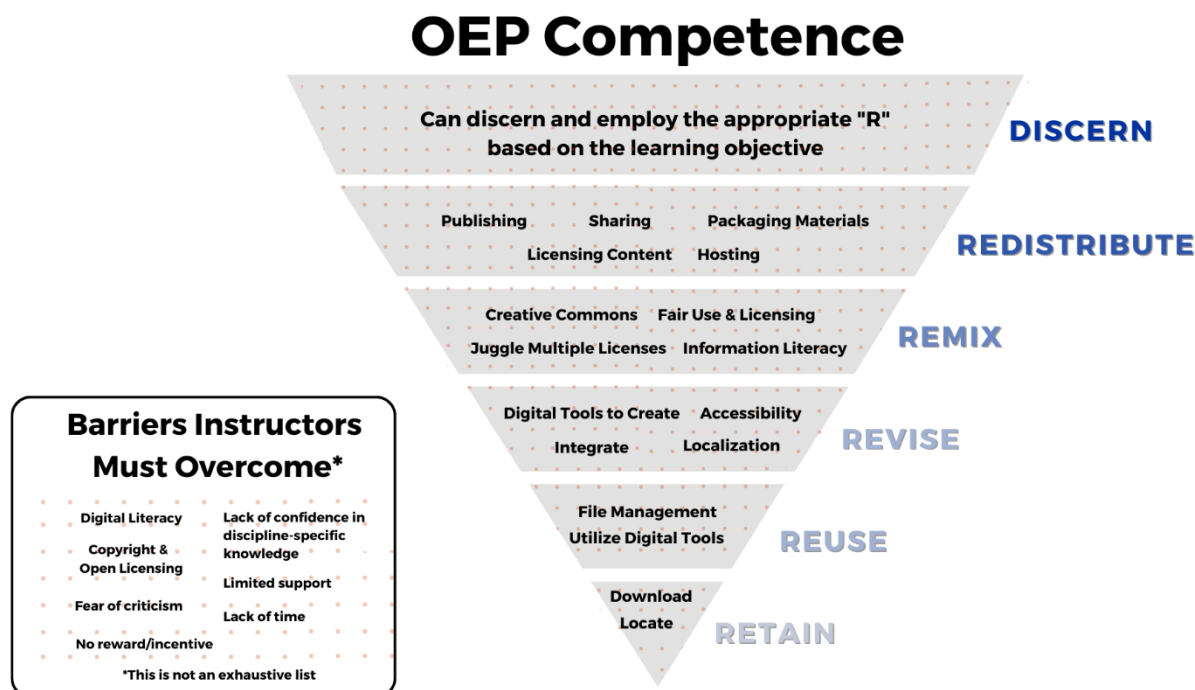 OEP Competence
Can discern and employ the appropriate "R"
based on the learning objective
DISCERN
Publishing Sharing Packaging Materials
Licensing Content Hosting
REDISTRIBUTE
Creative Commons Fair Use & Licensing
Juggle Multiple Licenses Information Literacy
REMIX
Digital Tools to Create Accessibility
Integrate Localization
REVISE
File Management
Utilize Digital Tools
REUSE
Download
Locate
RETAIN
Barriers Instructors
Must Overcome*
Digital Literacy
Copyright &
Open Licensing
Fear of criticism
No reward/incentive
Lack of confidence in
discipline-specific
knowledge
Limited support
Lack of time
*This is not an exhaustive list